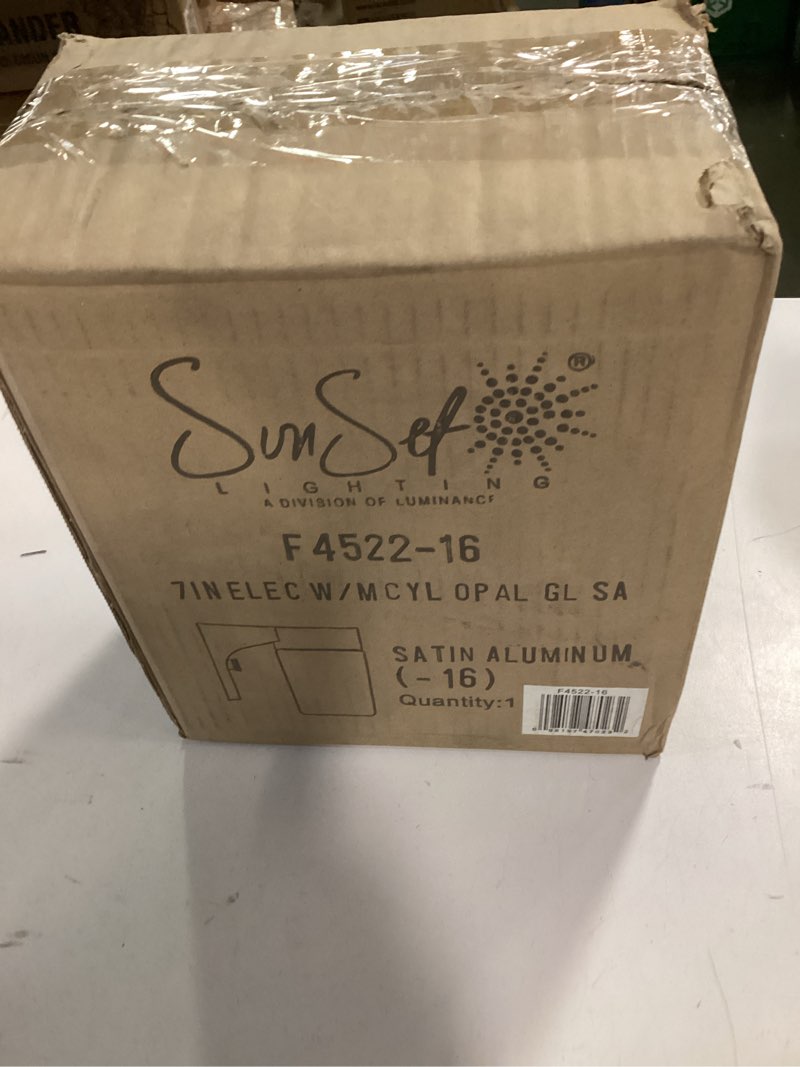 ANDER
SunSet ®
LIGHTING
A DIVISION OF LUMINANCE
F4522-16
7IN ELEC W/M CYL OPAL GL SA
SATIN ALUMINUM
(-16)
Quantity:1
F4522-16